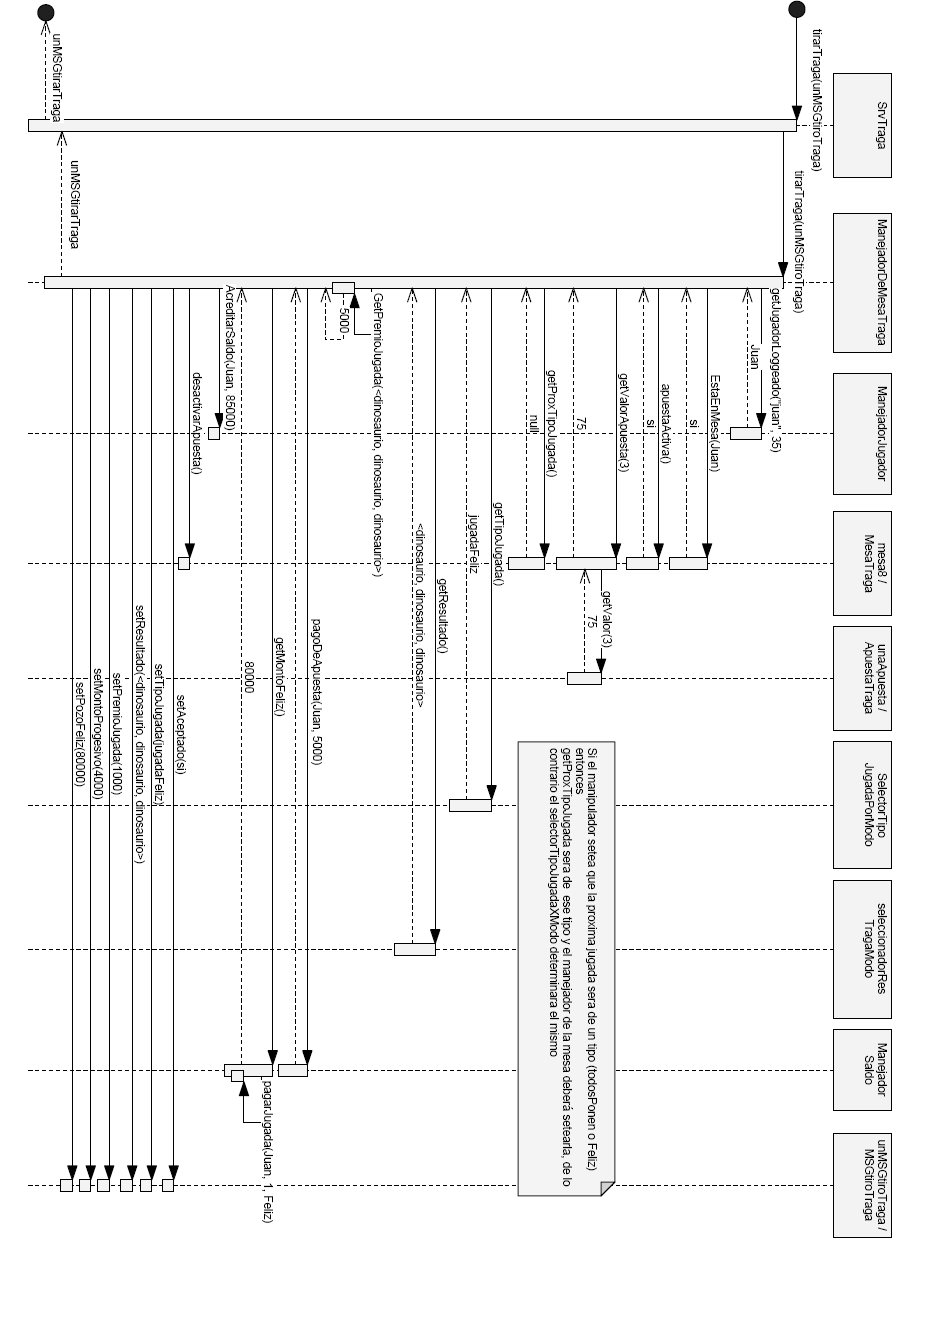 SrvTraga
ManejadorDeMesaTraga
ManejadorJugador
mesa8 /
MesaTraga
unaApuesta /
ApuestaTraga
SelectorTipo
JugadaPorModo
seleccionadorRes
TragaModo
Manejador
Saldo
unMSGtiroTraga /
MSGtiroTraga
tirarTraga(unMSGtiroTraga)
tirarTraga(unMSGtiroTraga)
getJugadorLoggeado("juan", 35)
Juan
EstaEnMesa(Juan)
si
apuestaActiva()
si
getValorApuesta(3)
getValor(3)
75
75
getProxTipoJugada()
null
Si el manipulador setea que la proxima jugada sera de un tipo (todosPonen o Feliz)
entonces
getProxTipoJugada sera de ese tipo y el manejador de la mesa deberá setearla, de lo
contrario el selectorTipoJugadaXModo determinara el mismo
getTipoJugada()
jugadaFeliz
getResultado()
<dinosaurio, dinosaurio, dinosaurio>
GetPremioJugada(<dinosaurio, dinosaurio, dinosaurio>)
5000
pagoDeApuesta(Juan, 5000)
getMontoFeliz()
pagarJugada(Juan, 1, Feliz)
80000
AcreditarSaldo(Juan, 85000)
desactivarApuesta()
setAceptado(si)
setTipoJugada(jugadaFeliz)
setResultado(<dinosaurio, dinosaurio, dinosaurio>)
setPremioJugada(1000)
setMontoProgesivo(4000)
setPozoFeliz(80000)
unMSGtirarTraga
unMSGtirarTraga